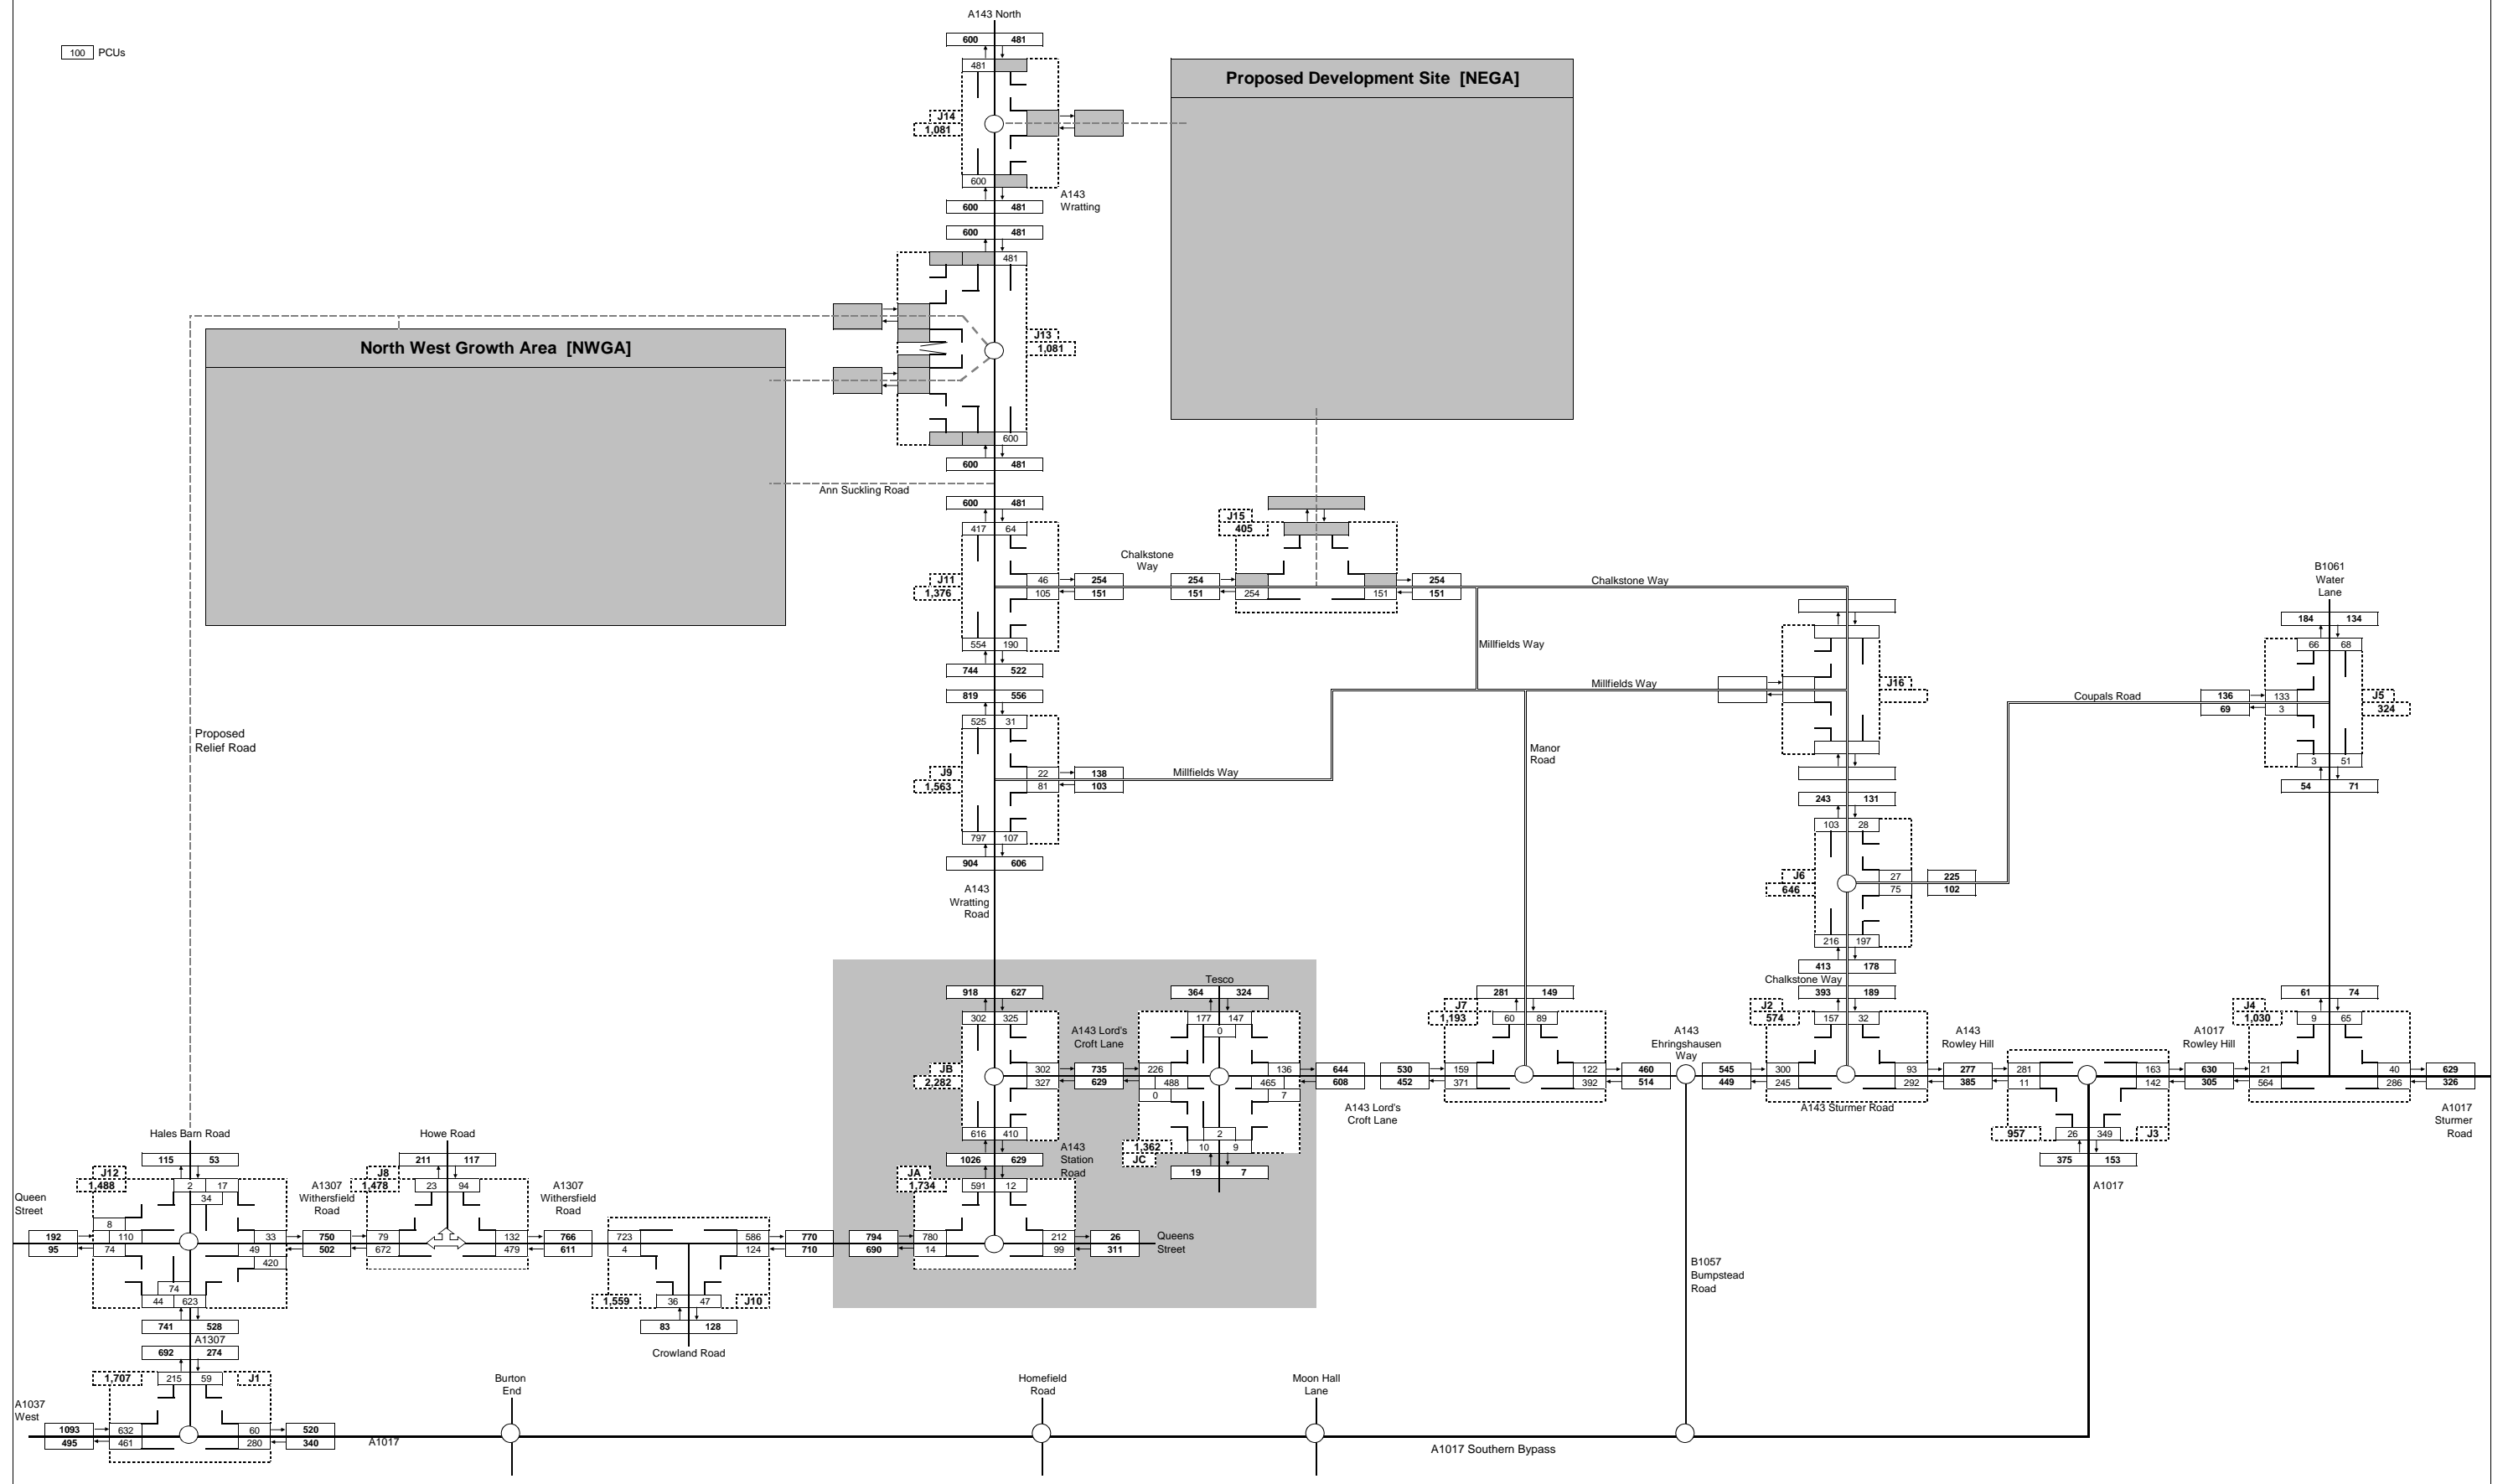 A143 North
600 481
100 PCUs
481
Proposed Development Site [NEGA]
J14
1,081
600
A143
Wratting
600 481
600 481
481
North West Growth Area [NWGA]
J13
1,081
600
600 481
Ann Suckling Road
600 481
J15
405
417 64
Chalkstone
Way
J11
1,376
46 254
105 151
254
151
254
151
254
151
Chalkstone Way
B1061
Water
Lane
184 134
554 190
Millfields Way
66 68
744 522
Millfields Way
J16
Coupals Road
136 133
69 3
J5
324
819 556
525 31
Proposed
Relief Road
Manor
Road
J9
1,563
22 138
81 103
Millfields Way
3 51
54 71
243 131
797 107
103 28
904 606
J6
646
27 225
75 102
A143
Wratting
Road
216 197
413 178
Chalkstone Way
Tesco
918 627
364 324
281 149
393 189
61 74
J7
1,193
J2
574
J4
1,030
302 325
177 147
0
60 89
157 32
9 65
A143 Lord's
Croft Lane
A143
Ehringshausen
Way
A143
Rowley Hill
A1017
Rowley Hill
JB
2,282
302 735 226
327 629 488
0
136 644
465 608
7
530 159
452 371
122 460
392 514
545 300
449 245
93 277
292 385
281
11
163 630
142 305
21
564
40 629
286 326
A143 Lord's
Croft Lane
A143 Sturmer Road
A1017
Sturmer
Road
616 410
2
10 9
1,362
JC
957
26 349
J3
Hales Barn Road
Howe Road
A143
Station
Road
115 53
211 117
1026 629
19 7
375 153
J12
1,488
J8
1,478
JA
1,734
2 17
34
23 94
591 12
A1017
Queen
Street
A1307
Withersfield
Road
A1307
Withersfield
Road
8
192 110
95 74
33 750
49 502
420
79
672
132 766
479 611
723
4
586 770
124 710
794 780
690 14
212 26
99 311
Queens
Street
B1057
Bumpstead
Road
74
44 623
1,559
36 47
J10
741 528
83 128
A1307
692 274
Crowland Road
1,707
215 59
J1
Burton
End
Homefield
Road
Moon Hall
Lane
A1037
West
1093 632
495 461
60 520
280 340
A1017
A1017 Southern Bypass